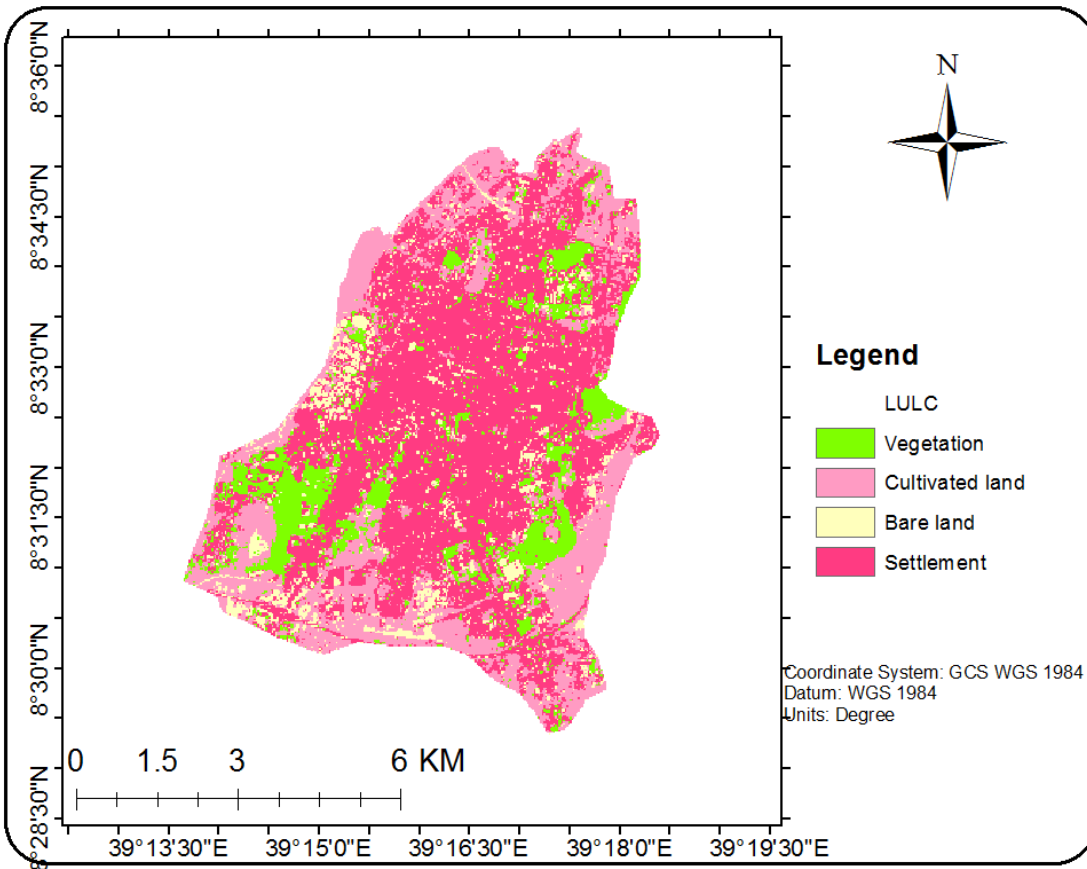 N
8°36'0"N
8°34'30"N
8°33'0"N
8°31'30"N
8°30'0"N
8°28'30"N
Legend
LULC
Vegetation
Cultivated land
Bare land
Settlement
Coordinate System: GCS WGS 1984
Datum: WGS 1984
Units: Degree
0 1.5 3 6 KM
39°13'30"E 39°15'0"E 39°16'30"E 39°18'0"E 39°19'30"E